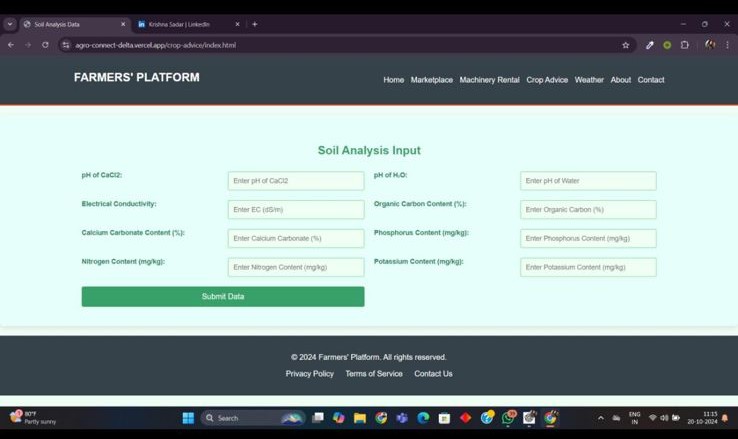 Soil Analysis Data
Krishna Sadar | LinkedIn
agro-connect-delta.vercel.app/crop-advice/index.html
FARMERS' PLATFORM
Home Marketplace Machinery Rental Crop Advice Weather About Contact
Soil Analysis Input
pH of CaCl2: Enter pH of CaCl2 pH of H₂O: Enter pH of Water
Electrical Conductivity: Enter EC (dS/m) Organic Carbon Content (%): Enter Organic Carbon (%)
Calcium Carbonate Content (%): Enter Calcium Carbonate (%) Phosphorus Content (mg/kg): Enter Phosphorus Content (mg/kg)
Nitrogen Content (mg/kg): Enter Nitrogen Content (mg/kg) Potassium Content (mg/kg): Enter Potassium Content (mg/kg)
Submit Data
© 2024 Farmers' Platform. All rights reserved.
Privacy Policy Terms of Service Contact Us
80°F
Partly sunny
Search
ENG
IN
11:15
20-10-2024